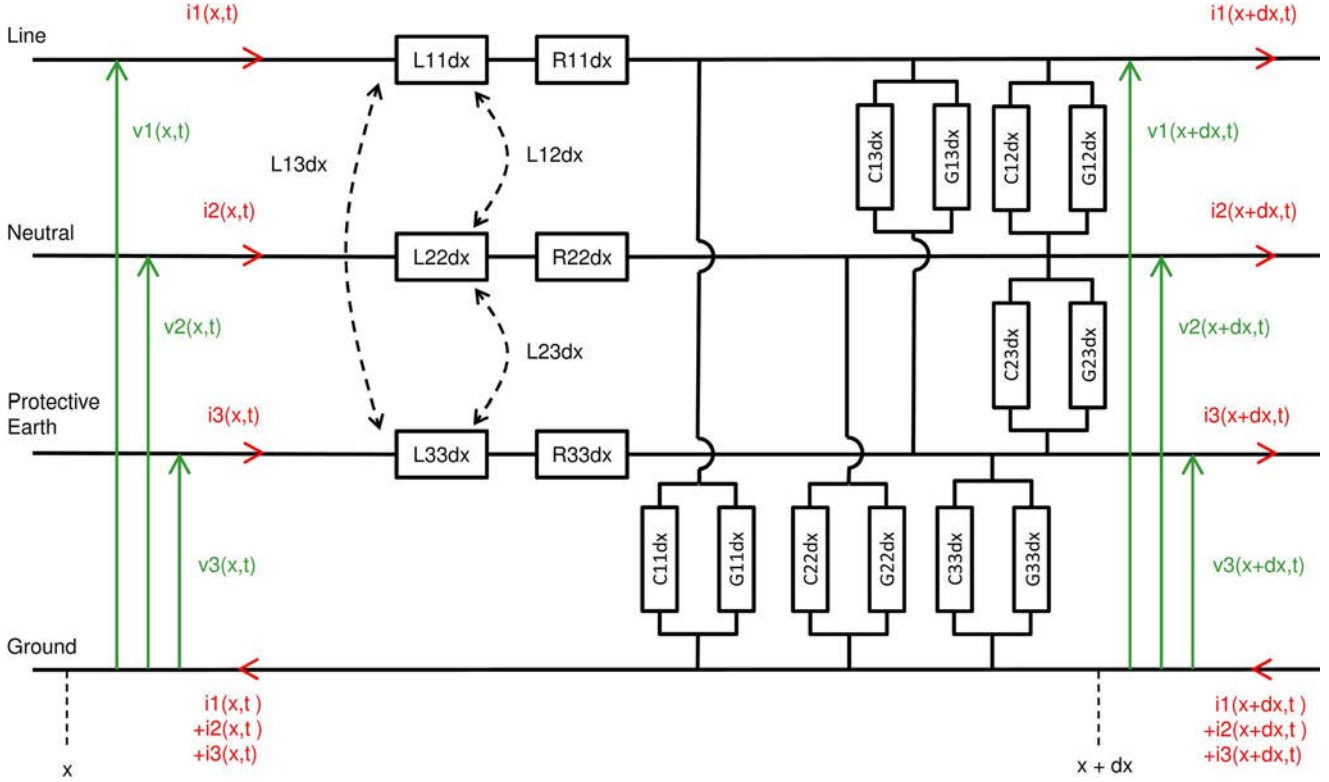 i1(x,t)
i1(x+dx,t)
Line
L11dx
R11dx
v1(x,t)
v1(x+dx,t)
C13dx
G13dx
C12dx
G12dx
L13dx
L12dx
i2(x,t)
i2(x+dx,t)
Neutral
L22dx
R22dx
v2(x,t)
v2(x+dx,t)
C23dx
G23dx
L23dx
Protective
Earth
i3(x,t)
i3(x+dx,t)
L33dx
R33dx
C11dx
G11dx
C22dx
G22dx
C33dx
G33dx
v3(x,t)
v3(x+dx,t)
Ground
i1(x,t )
+i2(x,t )
+i3(x,t)
i1(x+dx,t )
+i2(x+dx,t )
+i3(x+dx,t)
x
x + dx